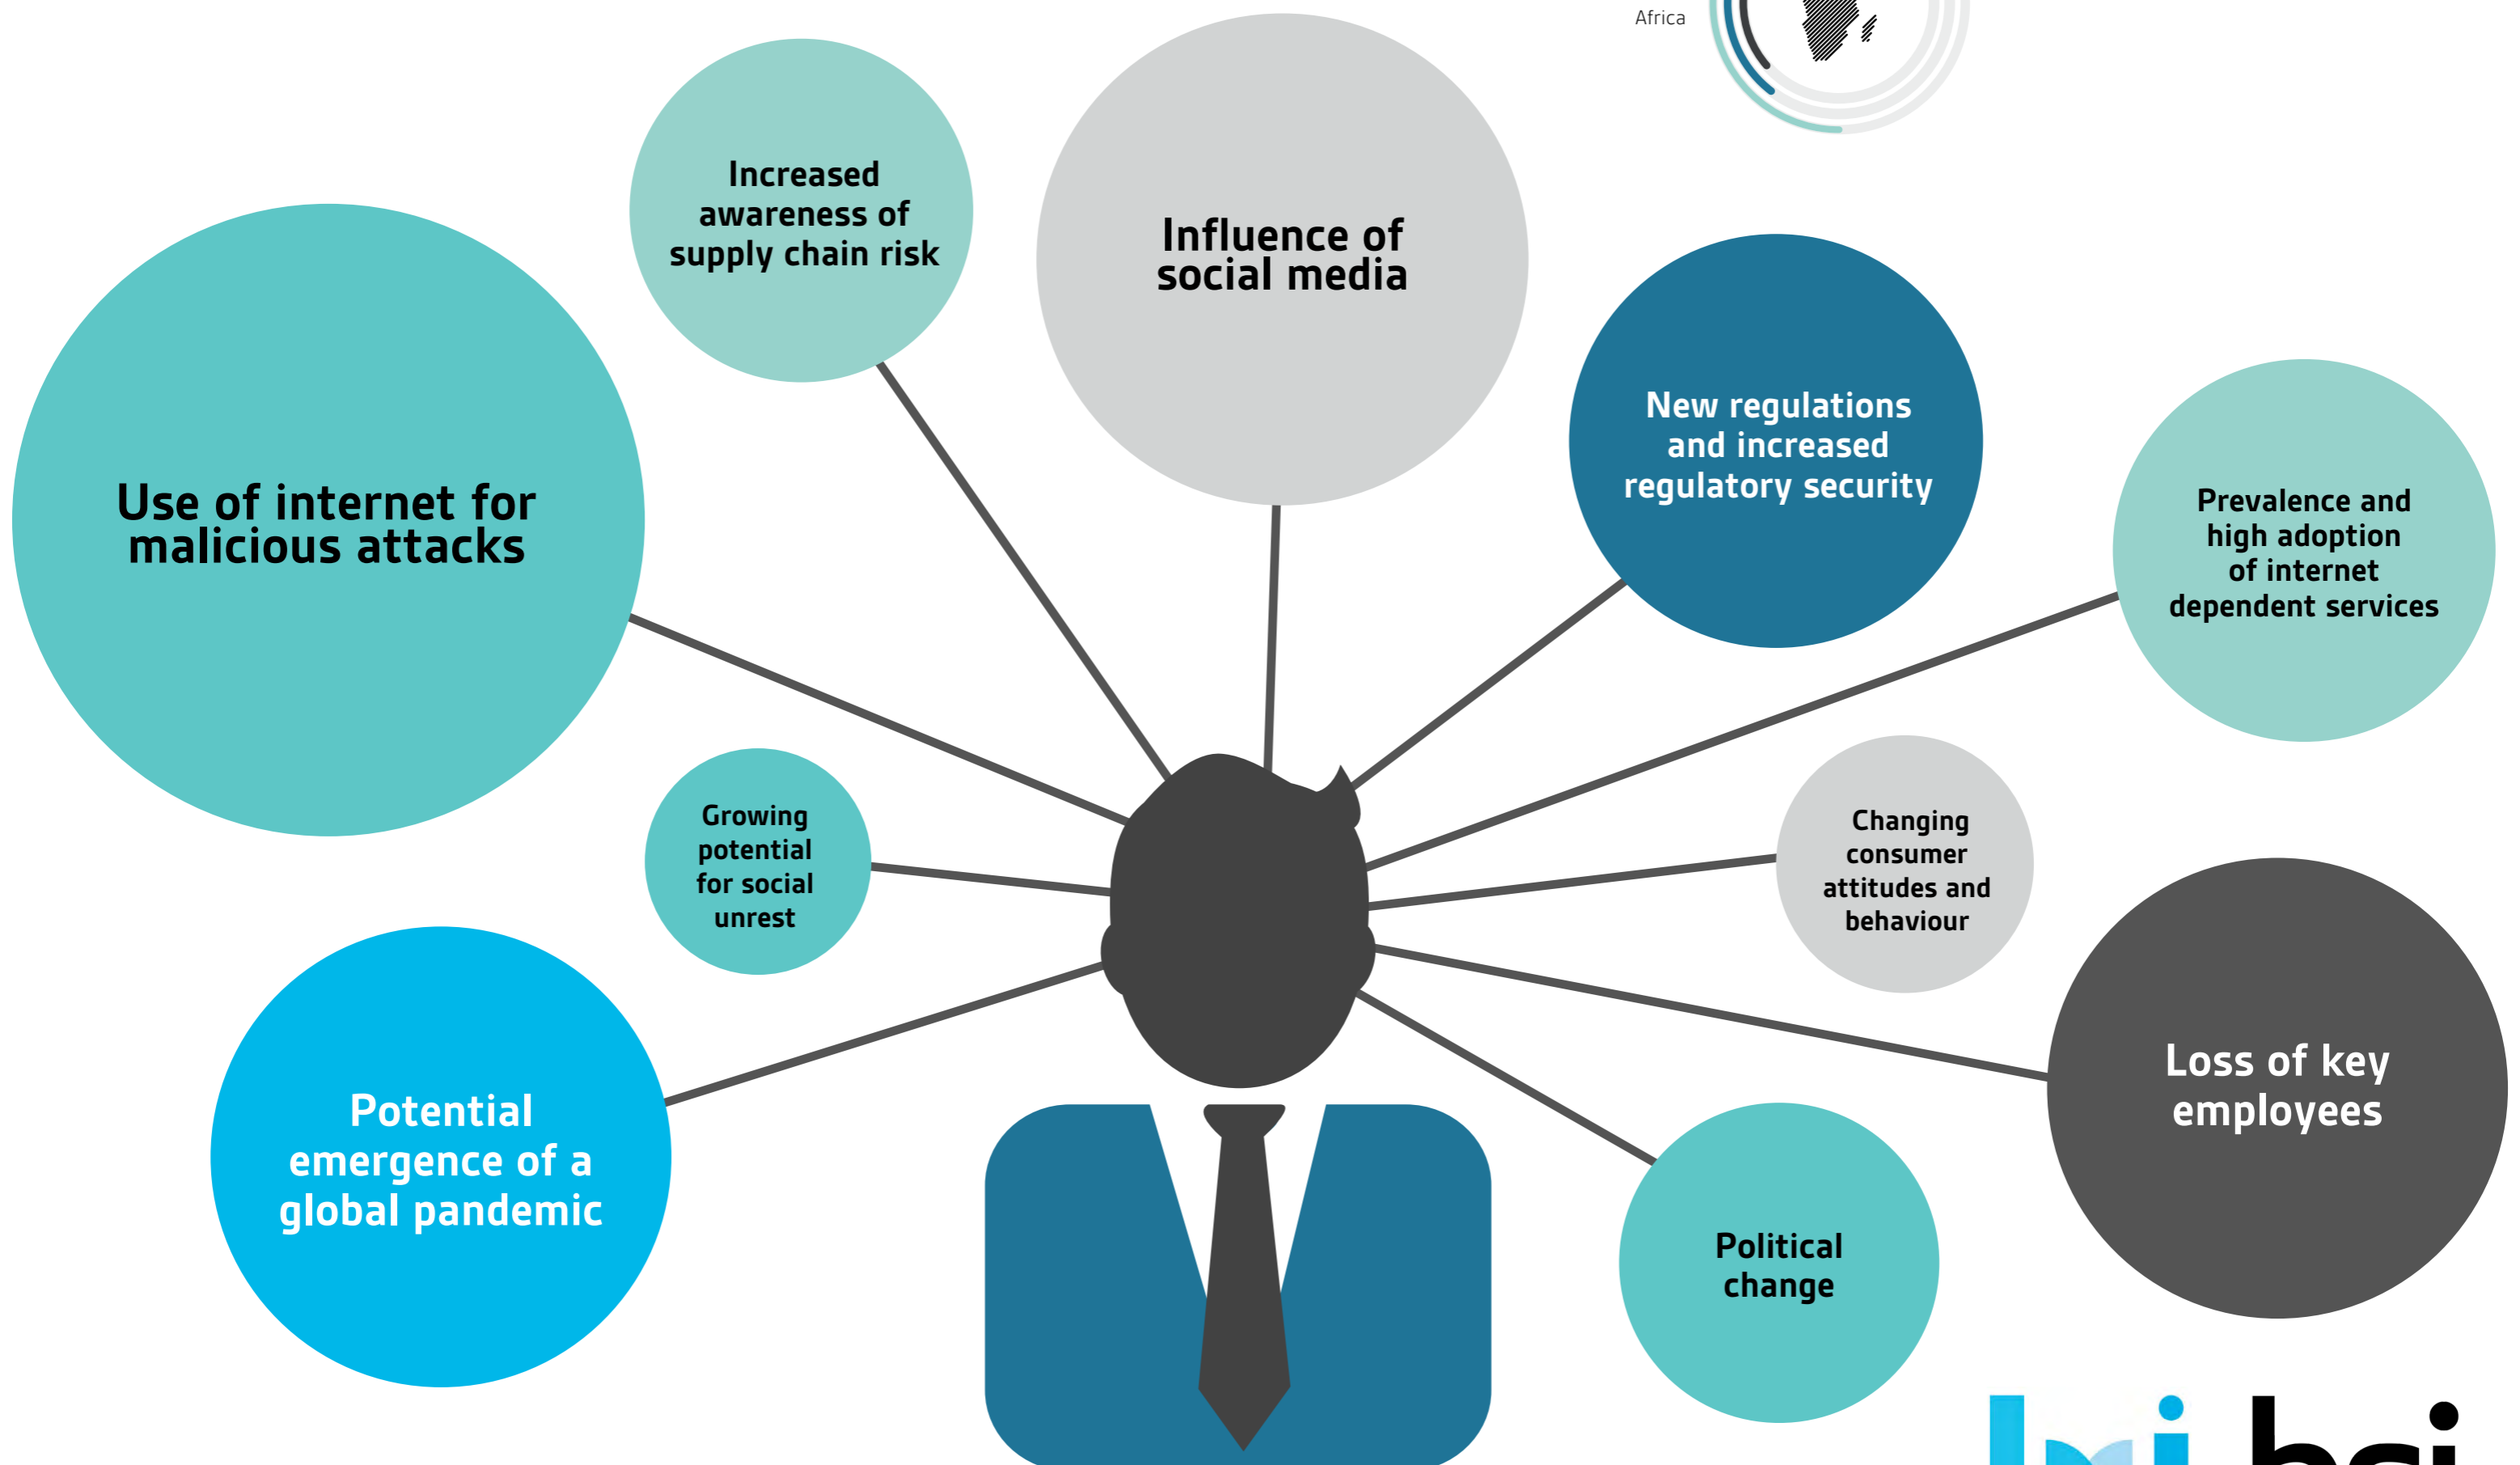 Africa
Increased
awareness of
supply chain risk
Influence of
social media
New regulations
and increased
regulatory security
Use of internet for
malicious attacks
Prevalence and
high adoption
of internet
dependent services
Growing
potential
for social
unrest
Changing
consumer
attitudes and
behaviour
Potential
emergence of a
global pandemic
Loss of key
employees
Political
change
bsi